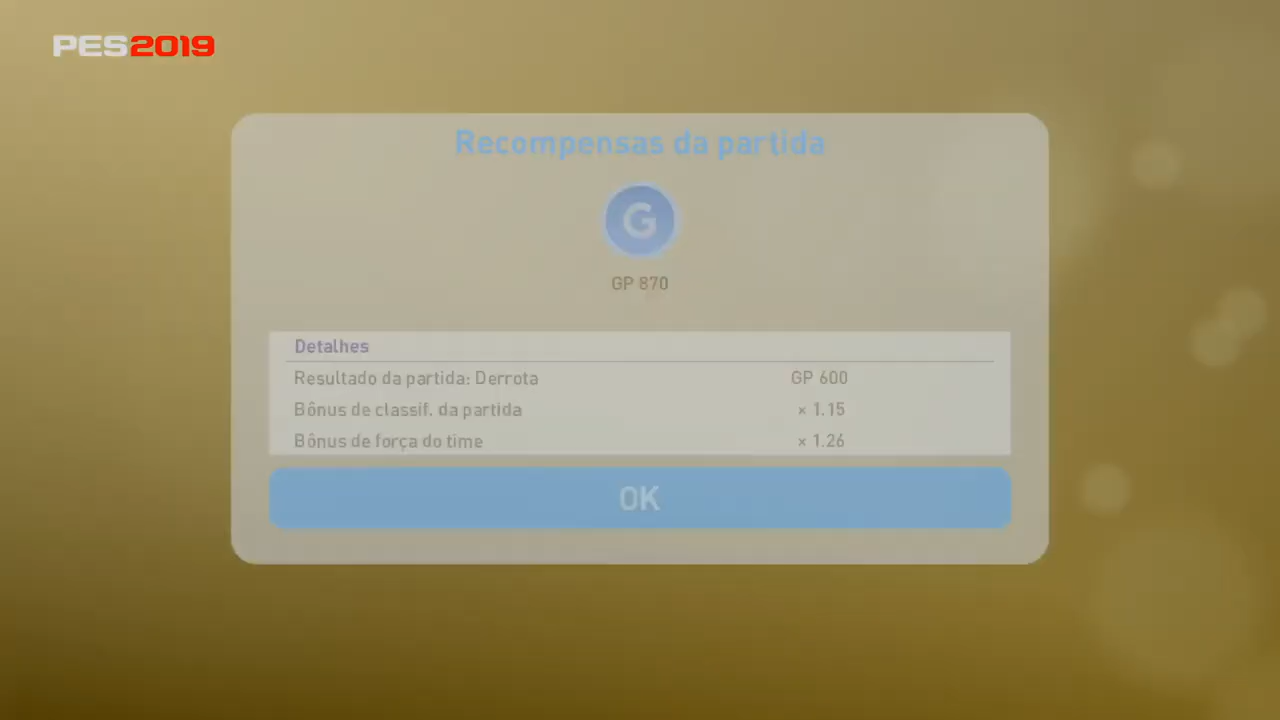 PES2019
Recompensas da partida
G
GP 870
Detalhes
Resultado da partida: Derrota GP 600
Bônus de classif. da partida × 1.15
Bônus de força do time × 1.26
OK